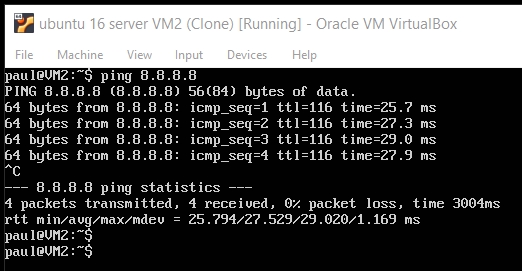 ubuntu 16 server VM2 (Clone) [Running] - Oracle VM VirtualBox
File Machine View Input Devices Help
paul@VM2:~$ ping 8.8.8.8
PING 8.8.8.8 (8.8.8.8) 56(84) bytes of data.
64 bytes from 8.8.8.8: icmp_seq=1 ttl=116 time=25.7 ms
64 bytes from 8.8.8.8: icmp_seq=2 ttl=116 time=27.3 ms
64 bytes from 8.8.8.8: icmp_seq=3 ttl=116 time=29.0 ms
64 bytes from 8.8.8.8: icmp_seq=4 ttl=116 time=27.9 ms
^C
--- 8.8.8.8 ping statistics ---
4 packets transmitted, 4 received, 0% packet loss, time 3004ms
rtt min/avg/max/mdev = 25.794/27.529/29.020/1.169 ms
paul@VM2:~$
paul@VM2:~$